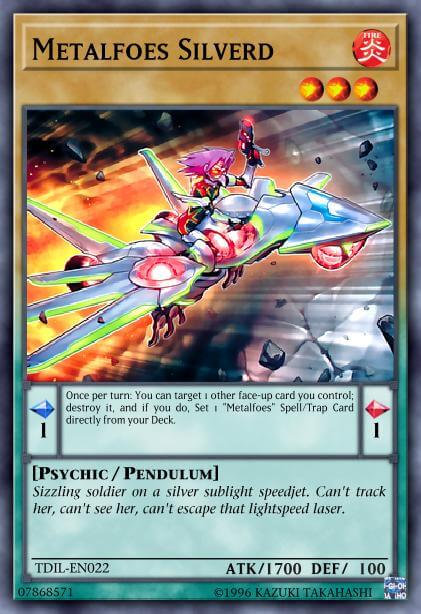 Metalfoes Silverd
FIRE
炎
Once per turn: You can target 1 other face-up card you control;
destroy it, and if you do, Set 1 "Metalfoes" Spell/Trap Card
directly from your Deck.
1
1
[Psychic / Pendulum]
Sizzling soldier on a silver sublight speedjet. Can't track
her, can't see her, can't escape that lightspeed laser.
TDIL-EN022
ATK/1700 DEF/ 100
07868571
©1996 KAZUKI TAKAHASHI